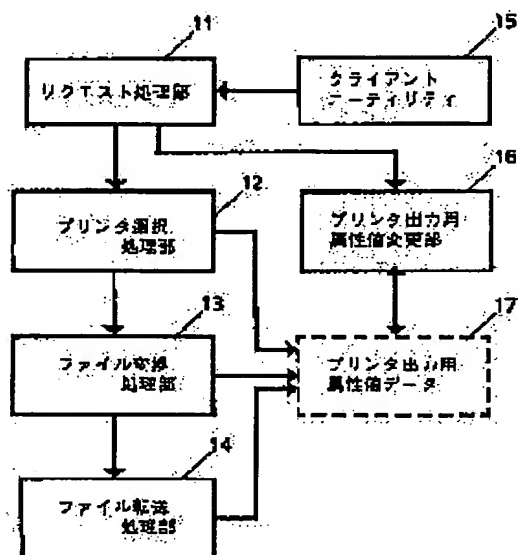 11
リクエスト処理部
15
クライアント
ユーティリティ
12
プリンタ選択
処理部
16
プリンタ出力用
属性値変更部
13
ファイル変換
処理部
17
プリンタ出力用
属性値データ
14
ファイル転送
処理部